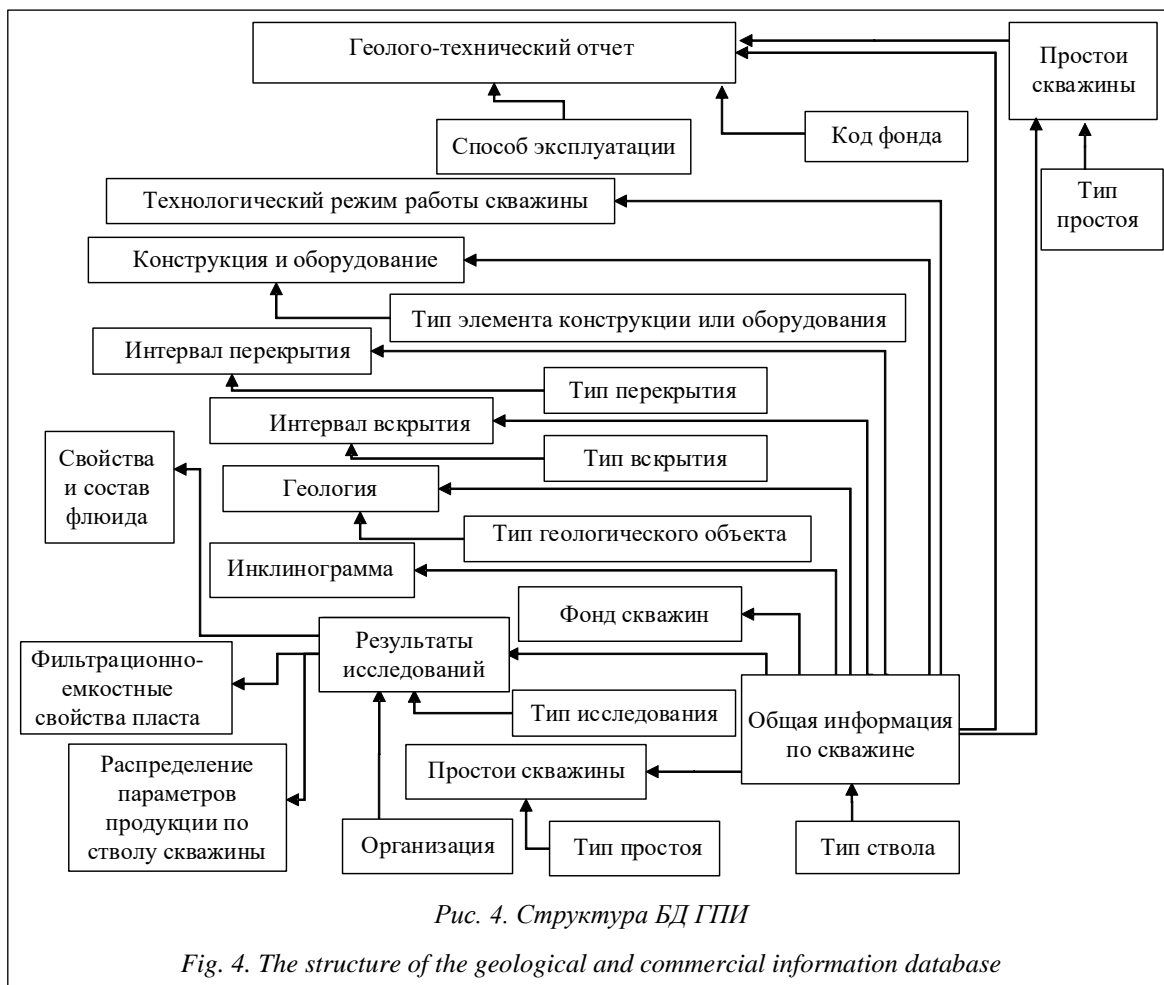 Геолого-технический отчет
Простои
скважины
Способ эксплуатации
Код фонда
Технологический режим работы скважины
Тип
простоя
Конструкция и оборудование
Тип элемента конструкции или оборудования
Интервал перекрытия
Тип перекрытия
Интервал вскрытия
Свойства
и состав
флюида
Тип вскрытия
Геология
Тип геологического объекта
Инклинограмма
Фонд скважин
Результаты
исследований
Фильтрационно-
емкостные
свойства пласта
Тип исследования
Общая информация
по скважине
Распределение
параметров
продукции по
стволу скважины
Простои скважины
Организация
Тип простоя
Тип ствола
Рис. 4. Структура БД ГПИ
Fig. 4. The structure of the geological and commercial information database